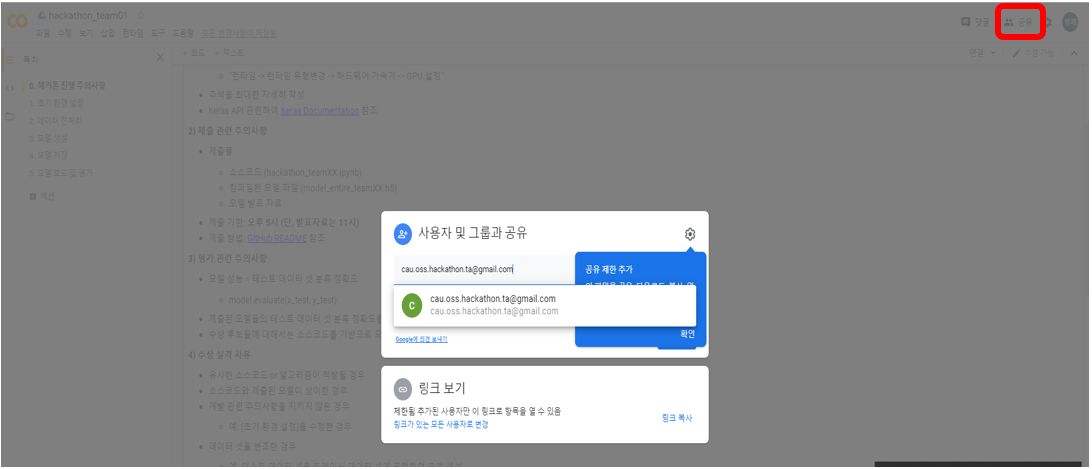 hackathon_team01
댓글
공유
파일 수정 보기 삽입 런타임 도구 도움말
+ 코드 + 텍스트
연결
수정 가능
목차
0. 해커톤 진행 주의사항
1. 초기 환경 설정
2. 데이터 전처리
3. 모델 생성
4. 모델 저장
5. 모델 로드 및 평가
섹션
"런타임 -> 런타임 유형변경 -> 하드웨어 가속기 -> GPU 설정"
주석을 최대한 자세히 작성
Keras API 관련하여 Keras Documentation 참조
2) 제출 관련 주의사항
제출물
소스코드 (hackathon_teamXX.ipynb)
컴파일된 모델 파일 (model_entire_teamXX.h5)
모델 발표 자료
제출 기한: 오후 5시 (단, 발표자료는 11시)
제출 방법: GitHub README 참조
3) 평가 관련 주의사항
모델 성능 = 테스트 데이터 셋 분류 정확도
model.evaluate(x_test, y_test)
제출된 모델들의 테스트 데이터 셋 분류 정확도를
수상 후보들에 대해서는 소스코드를 기반으로
4) 수상 실격 사유
유사한 소스코드 or 알고리즘이 적발될 경우
소스코드와 제출된 모델이 상이한 경우
개발 관련 주의사항을 지키지 않은 경우
예: [초기 환경 설정]을 수정한 경우
데이터 셋을 변조한 경우
사용자 및 그룹과 공유
cau.oss.hackathon.ta@gmail.com
공유 제한 추가
C
cau.oss.hackathon.ta@gmail.com
cau.oss.hackathon.ta@gmail.com
확인
Google에 의견 보내기
링크 보기
제한됨 추가된 사용자만 이 링크로 항목을 열 수 있음
링크가 있는 모든 사용자로 변경
링크 복사